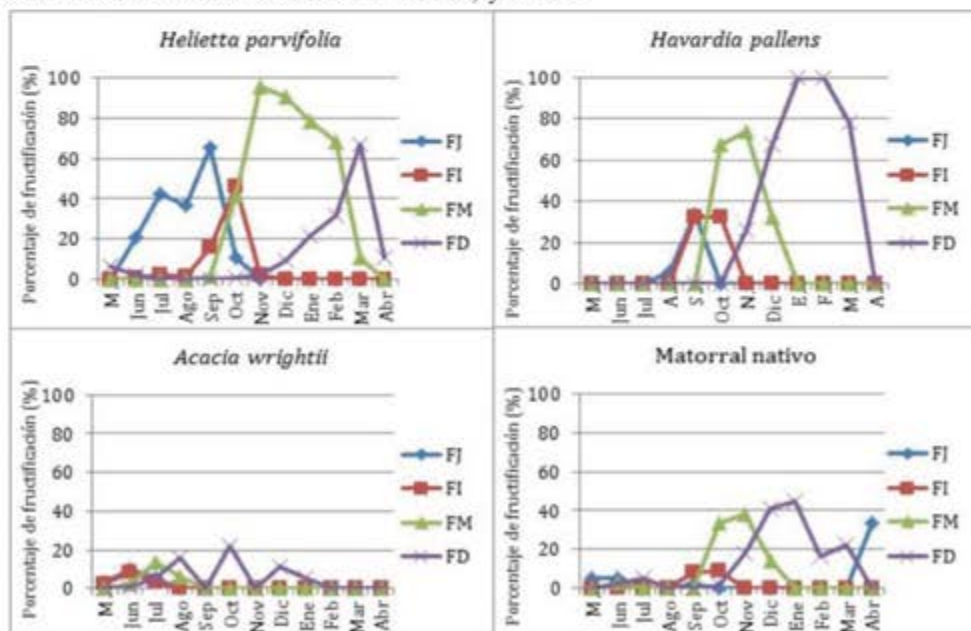 Helietta parvifolia
Porcentaje de fructificación (%)
100
80
60
40
20
0
M
Jun
Jul
Ago
Sep
Oct
Nov
Dic
Ene
Feb
Mar
Abr
FJ
FI
FM
FD
Havardia pallens
Porcentaje de fructificación (%)
100
80
60
40
20
0
M
Jun
Jul
A
S
Oct
N
Dic
E
F
M
A
FJ
FI
FM
FD
Acacia wrightii
Porcentaje de fructificación (%)
100
80
60
40
20
0
M
Jun
Jul
Ago
Sep
Oct
Nov
Dic
Ene
Feb
Mar
Abr
FJ
FI
FM
FD
Matorral nativo
Porcentaje de fructificación (%)
100
80
60
40
20
0
M
Jun
Jul
Ago
Sep
Oct
Nov
Dic
Ene
Feb
Mar
Abr
FJ
FI
FM
FD